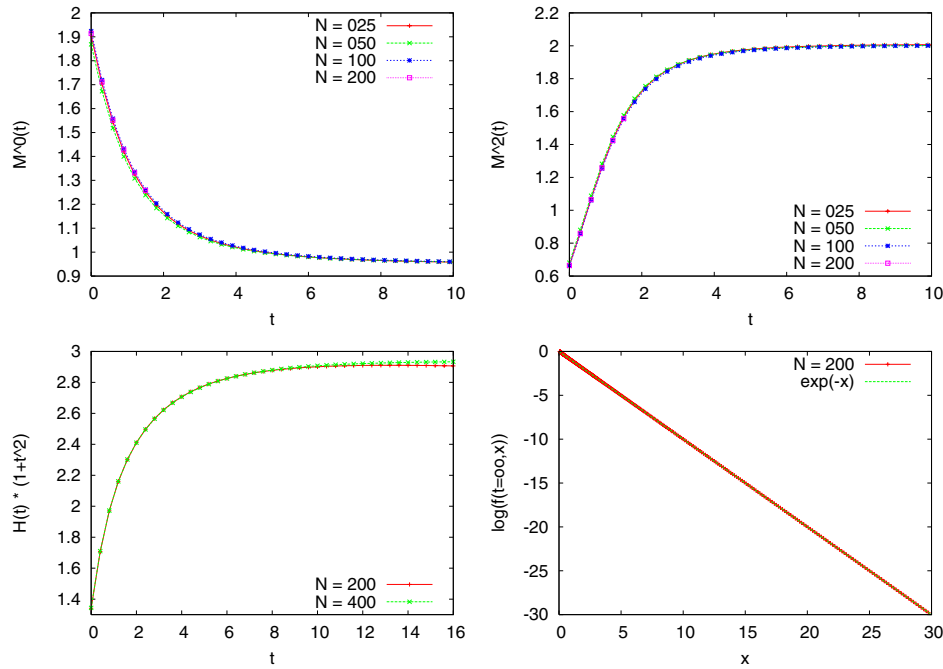 2
1.9
1.8
1.7
1.6
1.5
1.4
1.3
1.2
1.1
1
0.9
M^0(t)
N = 025
N = 050
N = 100
N = 200
0 2 4 6 8 10
t
2.2
2
1.8
1.6
1.4
1.2
1
0.8
0.6
M^2(t)
N = 025
N = 050
N = 100
N = 200
0 2 4 6 8 10
t
3
2.8
2.6
2.4
2.2
2
1.8
1.6
1.4
H(t) * (1+t^2)
N = 200
N = 400
0 2 4 6 8 10 12 14 16
t
0
-5
-10
-15
-20
-25
-30
log(f(t=oo,x))
N = 200
exp(-x)
0 5 10 15 20 25 30
x